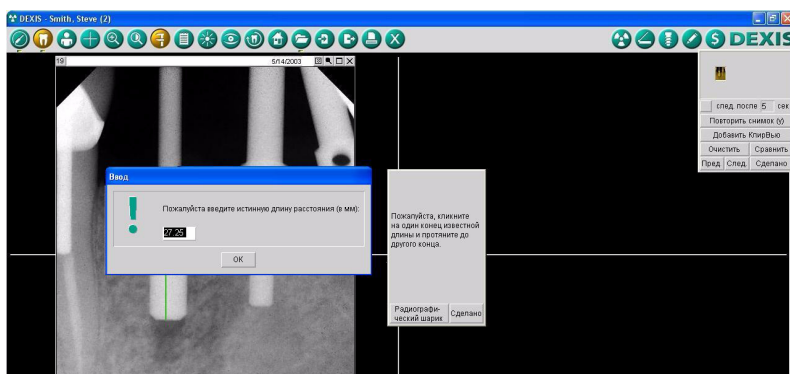 DEXIS - Smith, Steve (2)
DEXIS
19 5/14/2003
след. после 5 сек
Повторить снимок (у)
Добавить КлирВью
Очистить Сравнить
Пред. След. Сделано
Ввод
Пожалуйста введите истинную длину расстояния (в мм):
27.25
OK
Пожалуйста, кликните
на один конец известной
длины и протяните до
другого конца.
Радиографи-
ческий шарик
Сделано